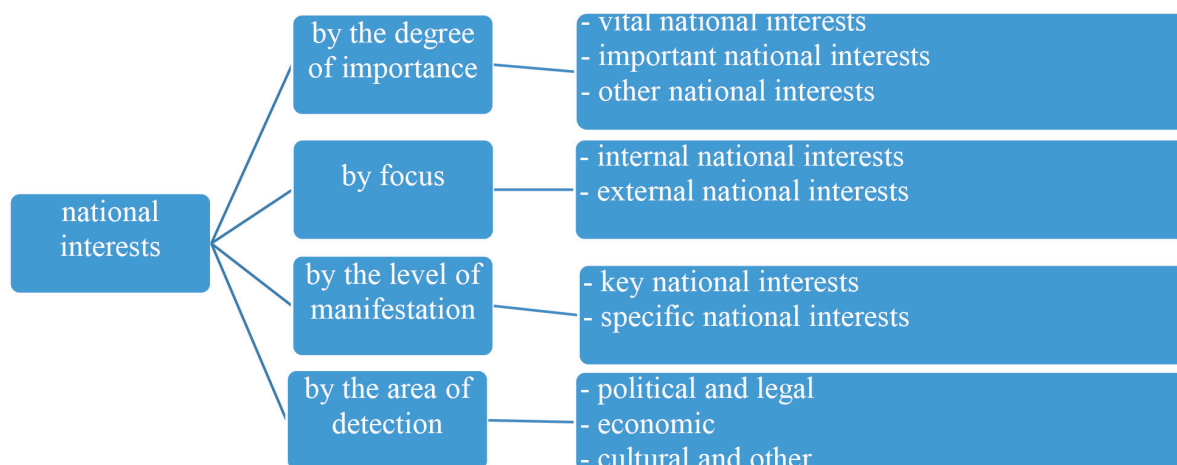 by the degree
of importance
- vital national interests
- important national interests
- other national interests
by focus
- internal national interests
- external national interests
national
interests
by the level of
manifestation
- key national interests
- specific national interests
by the area of
detection
- political and legal
- economic
- cultural and other